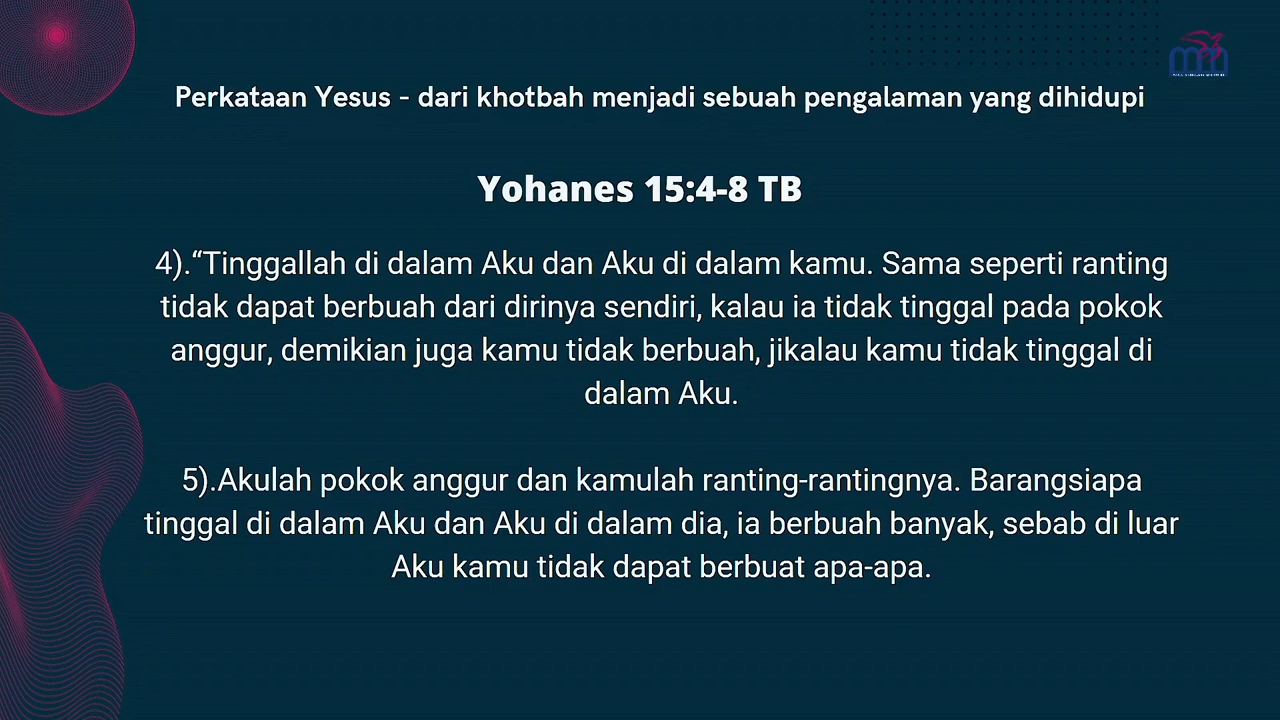 Perkataan Yesus - dari khotbah menjadi sebuah pengalaman yang dihidupi
Yohanes 15:4-8 TB
4).“Tinggallah di dalam Aku dan Aku di dalam kamu. Sama seperti ranting
tidak dapat berbuah dari dirinya sendiri, kalau ia tidak tinggal pada pokok
anggur, demikian juga kamu tidak berbuah, jikalau kamu tidak tinggal di
dalam Aku.
5).Akulah pokok anggur dan kamulah ranting-rantingnya. Barangsiapa
tinggal di dalam Aku dan Aku di dalam dia, ia berbuah banyak, sebab di luar
Aku kamu tidak dapat berbuat apa-apa.